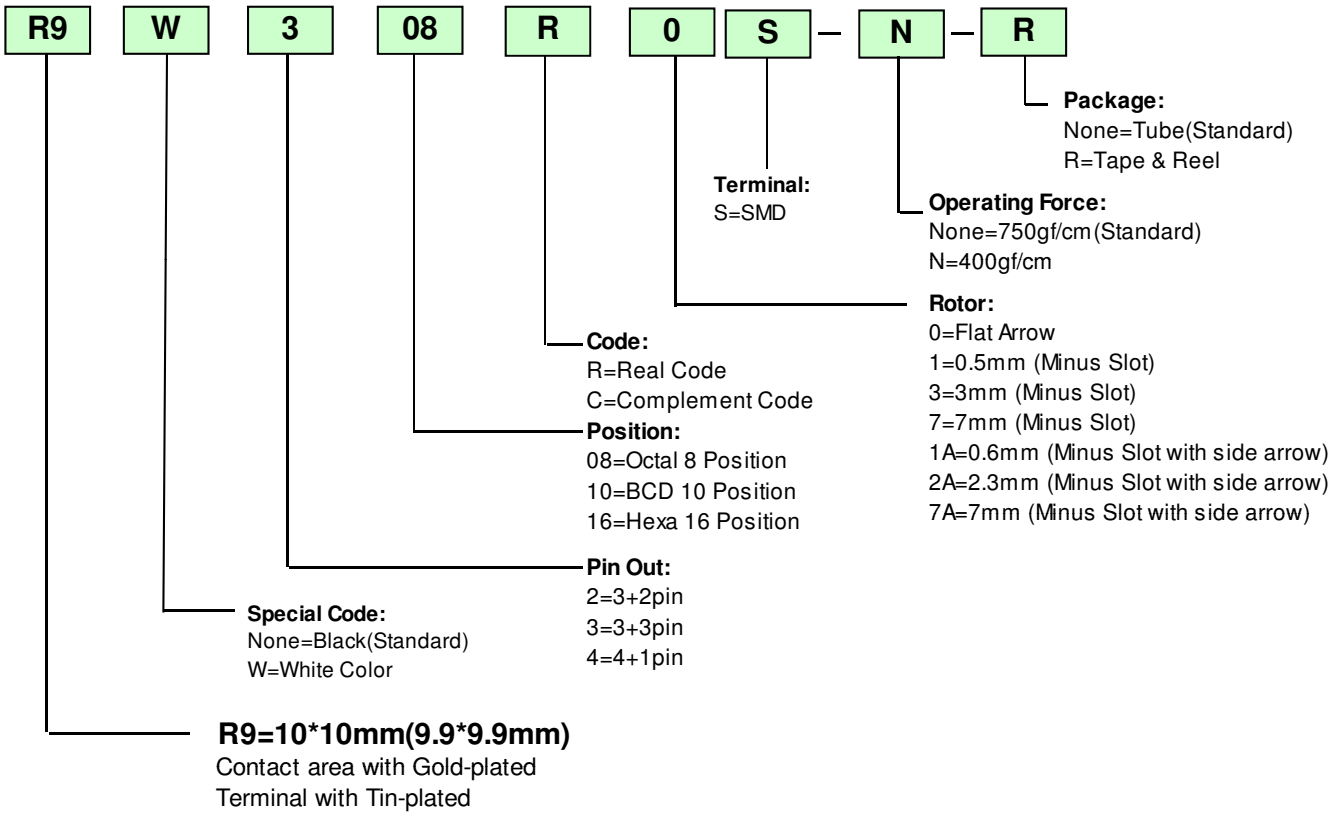 R9 W 3 08 R 0 S – N – R
Package:
None=Tube(Standard)
R=Tape & Reel
Terminal:
S=SMD
Operating Force:
None=750gf/cm(Standard)
N=400gf/cm
Rotor:
0=Flat Arrow
1=0.5mm (Minus Slot)
3=3mm (Minus Slot)
7=7mm (Minus Slot)
1A=0.6mm (Minus Slot with side arrow)
2A=2.3mm (Minus Slot with side arrow)
7A=7mm (Minus Slot with side arrow)
Code:
R=Real Code
C=Complement Code
Position:
08=Octal 8 Position
10=BCD 10 Position
16=Hexa 16 Position
Pin Out:
2=3+2pin
3=3+3pin
4=4+1pin
Special Code:
None=Black(Standard)
W=White Color
R9=10*10mm(9.9*9.9mm)
Contact area with Gold-plated
Terminal with Tin-plated